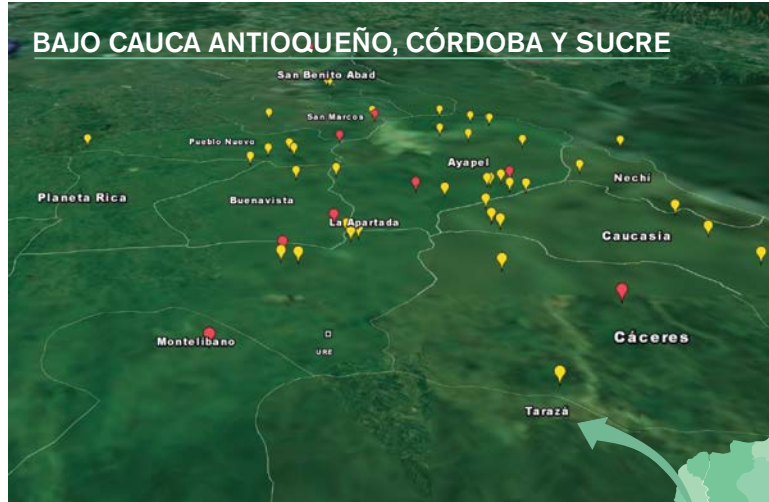 BAJO CAUCA ANTIOQUEÑO, CÓRDOBA Y SUCRE
San Benito Abad
San Marcos
Pueblo Nuevo
Ayapel
Nechí
Planeta Rica
Buenavista
La Apartada
Caucasia
Montelíbano
URE
Cáceres
Tarazá